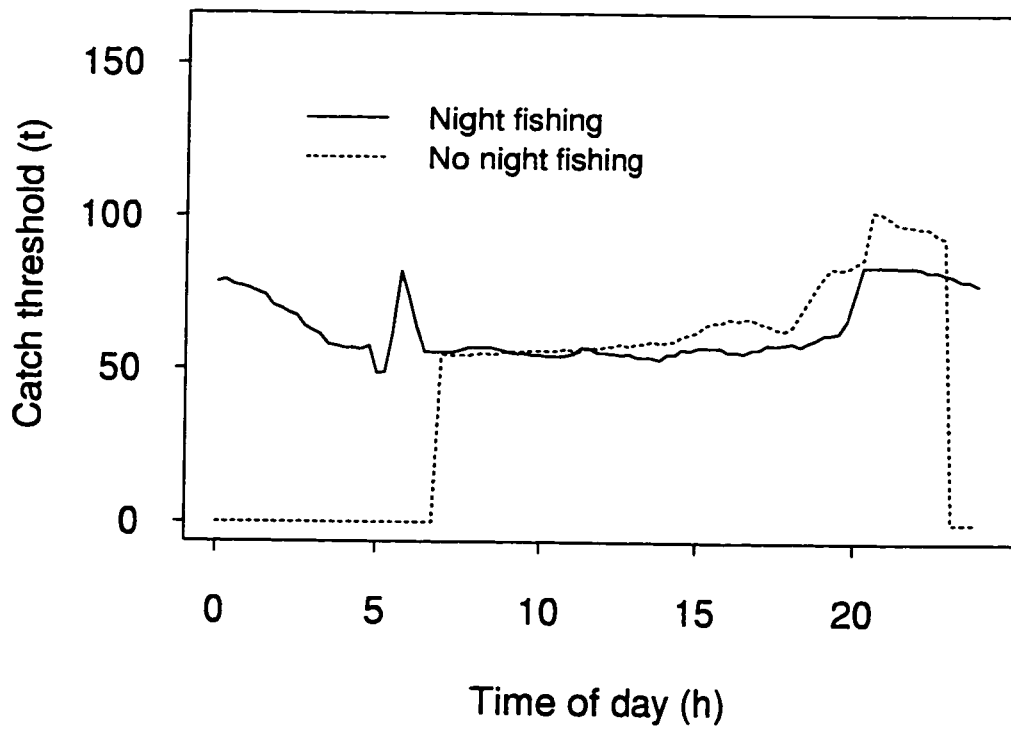 150
100
50
0
Catch threshold (t)
Night fishing
No night fishing
0 5 10 15 20
Time of day (h)